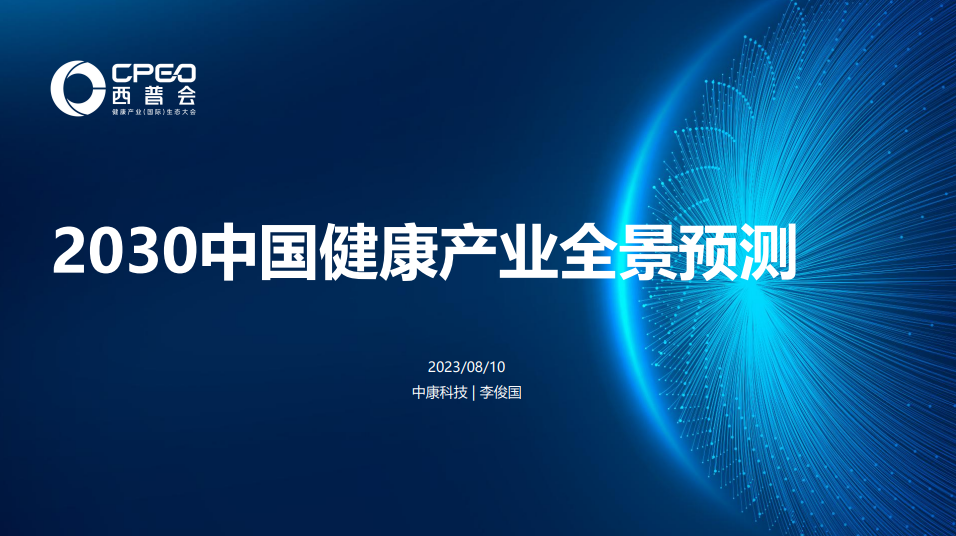 CPEO
西普会
健康产业(国际)生态大会
2030中国健康产业全景预测
2023/08/10
中康科技 | 李俊国